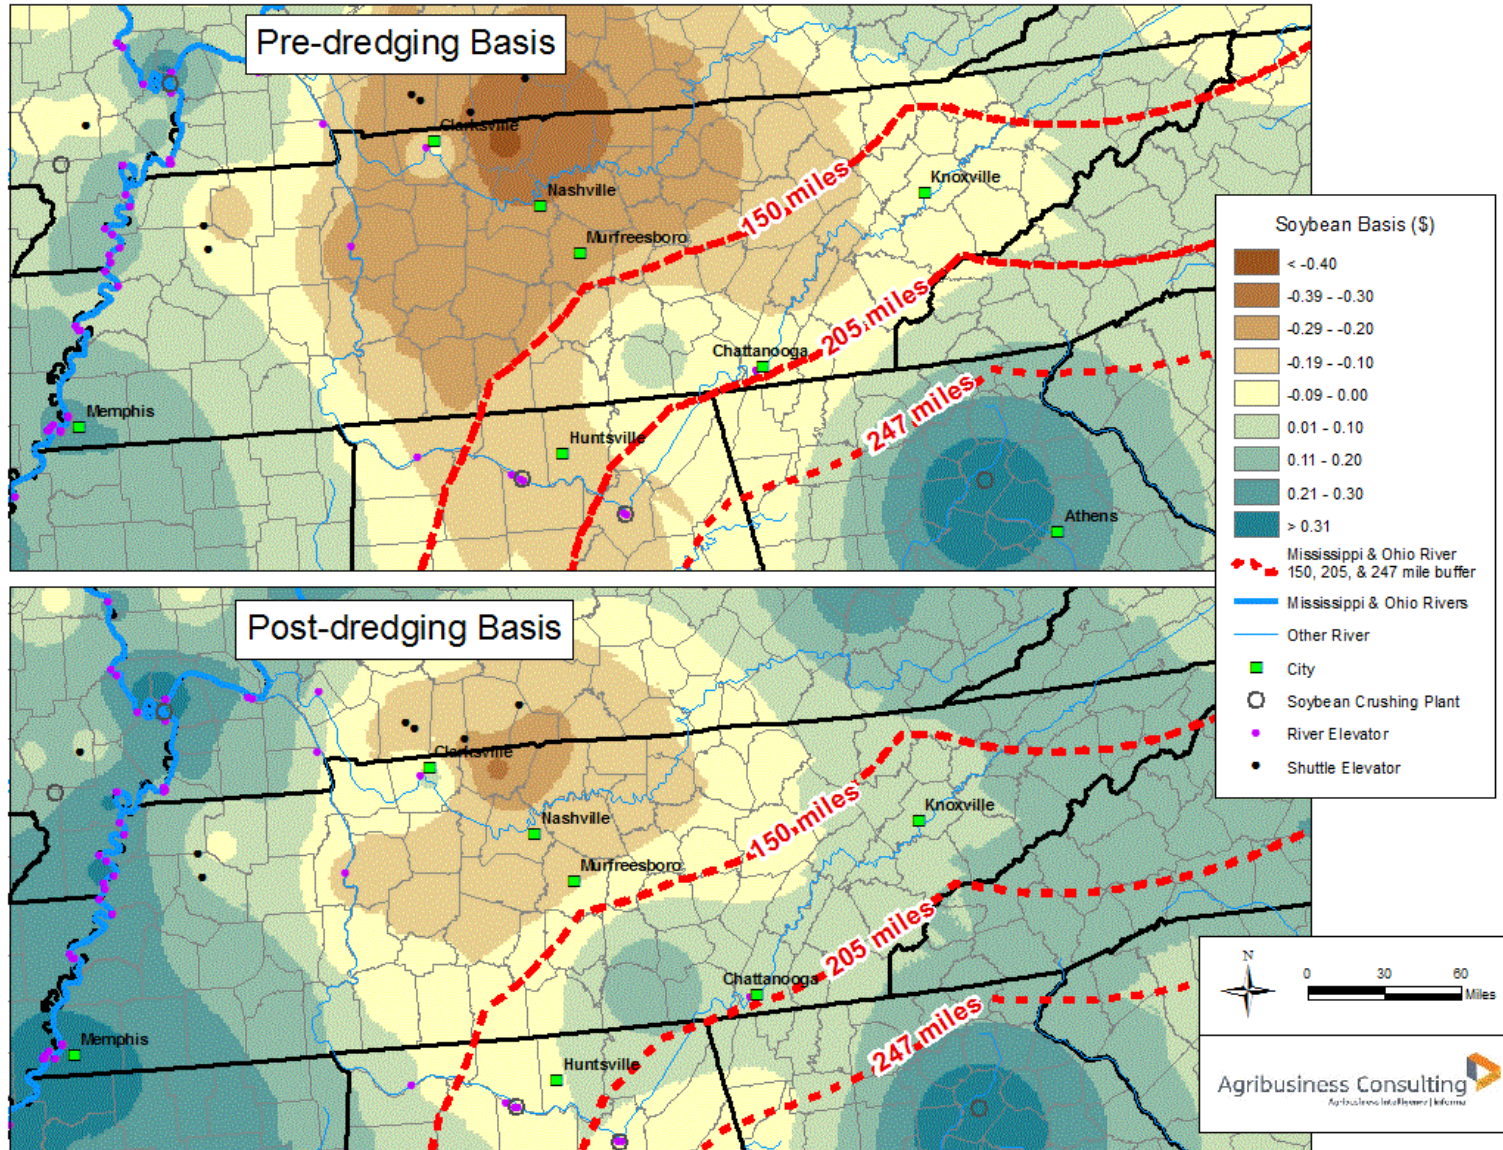 Pre-dredging Basis
Clarksville
Nashville
Knoxville
150 miles
Murfreesboro
205 miles
Chattanooga
Memphis
247 miles
Huntsville
Athens
Soybean Basis ($)
< -0.40
-0.39 - -0.30
-0.29 - -0.20
-0.19 - -0.10
-0.09 - 0.00
0.01 - 0.10
0.11 - 0.20
0.21 - 0.30
> 0.31
Mississippi & Ohio River
150, 205, & 247 mile buffer
Mississippi & Ohio Rivers
Other River
City
Soybean Crushing Plant
River Elevator
Shuttle Elevator
Post-dredging Basis
Clarksville
Nashville
Knoxville
150 miles
Murfreesboro
205 miles
Chattanooga
Memphis
247 miles
Huntsville
N
0 30 60
Miles
Agribusiness Consulting
Agribusiness Intelligence | Informa